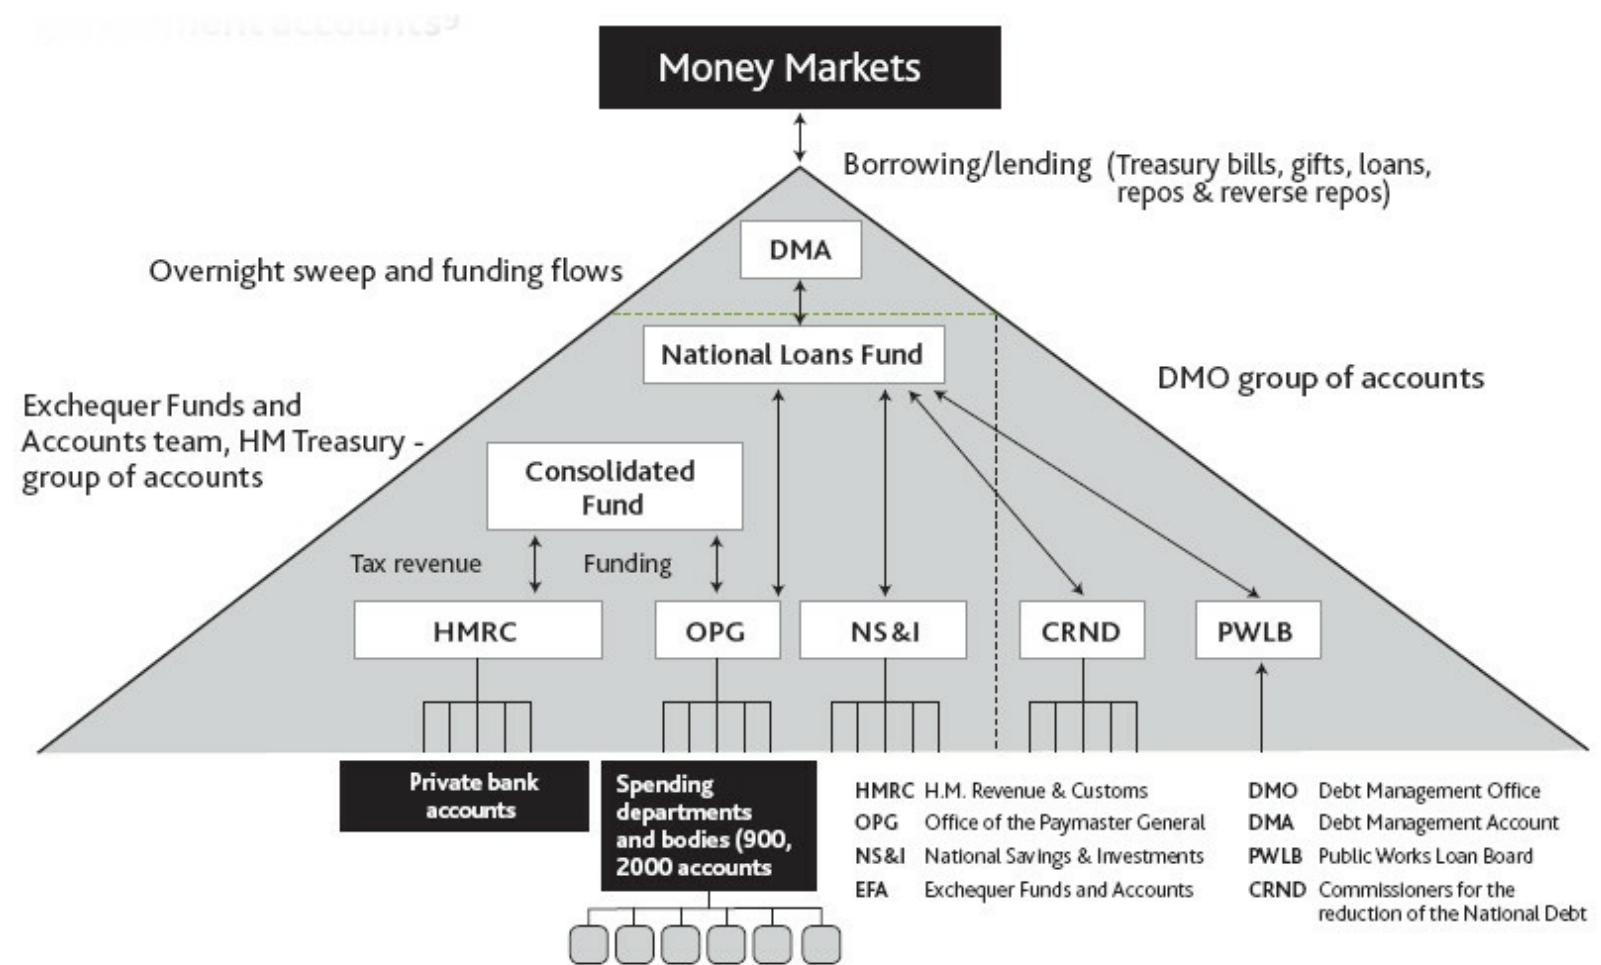 Money Markets
Borrowing/lending (Treasury bills, gifts, loans,
repos & reverse repos)
DMA
Overnight sweep and funding flows
National Loans Fund
DMO group of accounts
Exchequer Funds and
Accounts team, HM Treasury -
group of accounts
Consolidated
Fund
Tax revenue
Funding
HMRC
OPG
NS&I
CRND
PWLB
Private bank
accounts
Spending
departments
and bodies (900,
2000 accounts
HMRC H.M. Revenue & Customs
OPG Office of the Paymaster General
NS&I National Savings & Investments
EFA Exchequer Funds and Accounts
DMO Debt Management Office
DMA Debt Management Account
PWLB Public Works Loan Board
CRND Commissioners for the
reduction of the National Debt